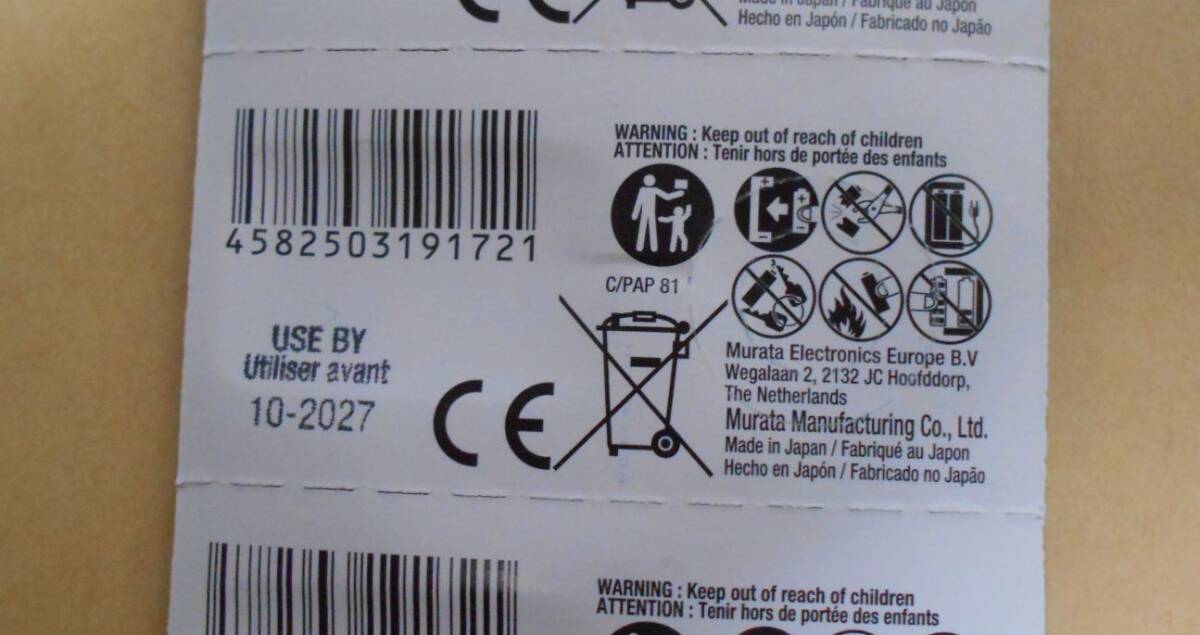 Made in Japan / Fabriqué au Japon
Hecho en Japón / Fabricado no Japão
4582503191721
WARNING : Keep out of reach of children
ATTENTION : Tenir hors de portée des enfants
C/PAP 81
USE BY
Utiliser avant
10-2027
CE
Murata Electronics Europe B.V
Wegalaan 2, 2132 JC Hoofddorp,
The Netherlands
Murata Manufacturing Co., Ltd.
Made in Japan / Fabriqué au Japon
Hecho en Japón / Fabricado no Japão
WARNING : Keep out of reach of children
ATTENTION : Tenir hors de portée des enfants